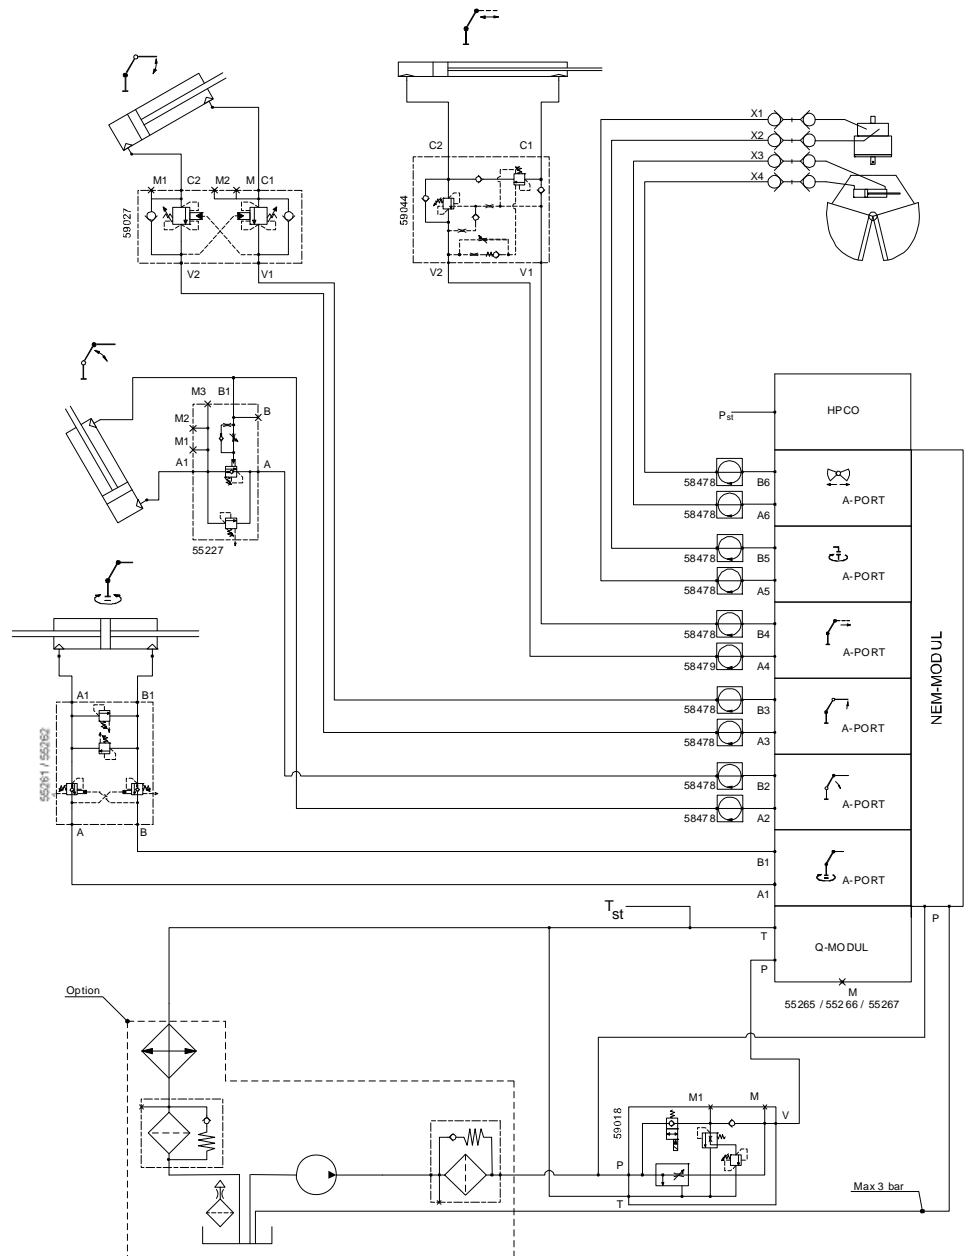 X1
X2
X3
X4
C2
C1
59044
V2
V1
M1
C2
M2
M
C1
59027
V2
V1
M3
B1
B
M2
M1
A1
A
55227
P st
HPCO
58478
B6
A-PORT
58478
A6
58478
B5
A-PORT
58478
A5
58478
B4
A-PORT
58479
A4
58478
B3
A-PORT
58478
A3
58478
B2
A-PORT
58478
A2
B1
A-PORT
A1
NEM-MODUL
A1
B1
55261 / 55262
A
B
T st
P
T
Q-MODUL
P
M
55265 / 55266 / 55267
Option
M1
M
V
59018
P
T
Max 3 bar